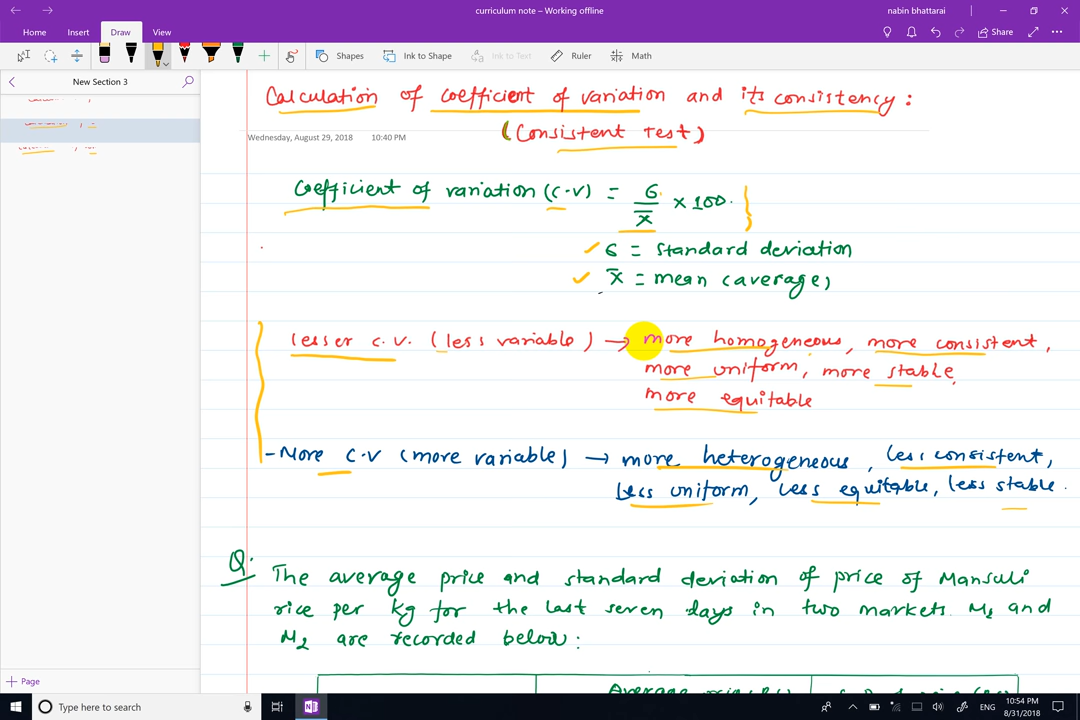 curriculum note – Working offline
nabin bhattarai
Home Insert Draw View
Share
Shapes Ink to Shape Ink to Text Ruler Math
New Section 3
Calculation of coefficient of variation and its consistency:
Wednesday, August 29, 2018 10:40 PM
(Consistent Test)
Coefficient of variation (C.V) = σ/x̄ × 100.
σ = standard deviation
x̄ = mean (average)
lesser C.V. (less variable) → more homogeneous, more consistent,
more uniform, more stable,
more equitable
- More C.V (more variable) → more heterogeneous, less consistent,
less uniform, less equitable, less stable.
Q: The average price and standard deviation of price of Mansuli
rice per kg for the last seven days in two markets M₁ and
M₂ are recorded below:
Average
+ Page
Type here to search
ENG
10:54 PM
8/31/2018